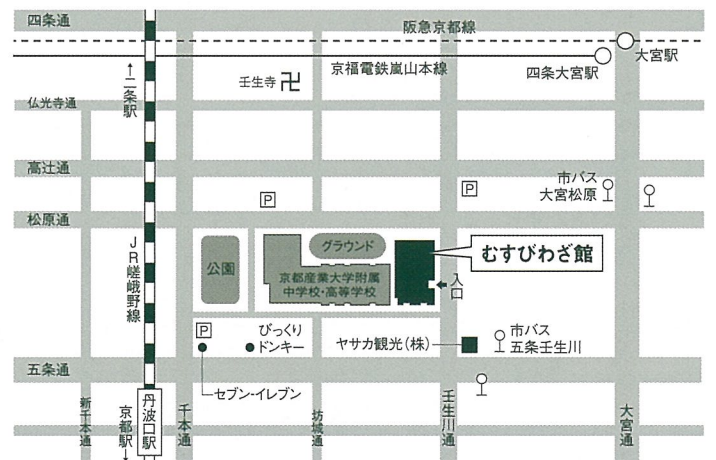 四条通
阪急京都線
大宮駅
京福電鉄嵐山本線
四条大宮駅
←二条駅
壬生寺 卍
仏光寺通
高辻通
市バス
大宮松原
P
P
松原通
JR嵯峨野線
公園
グラウンド
京都産業大学附属
中学校・高等学校
むすびわざ館
入口
P
びっくり
ドンキー
ヤサカ観光(株)
市バス
五条壬生川
五条通
セブン-イレブン
新千本通
京都駅→
丹波口駅
千本通
坊城通
壬生川通
大宮通